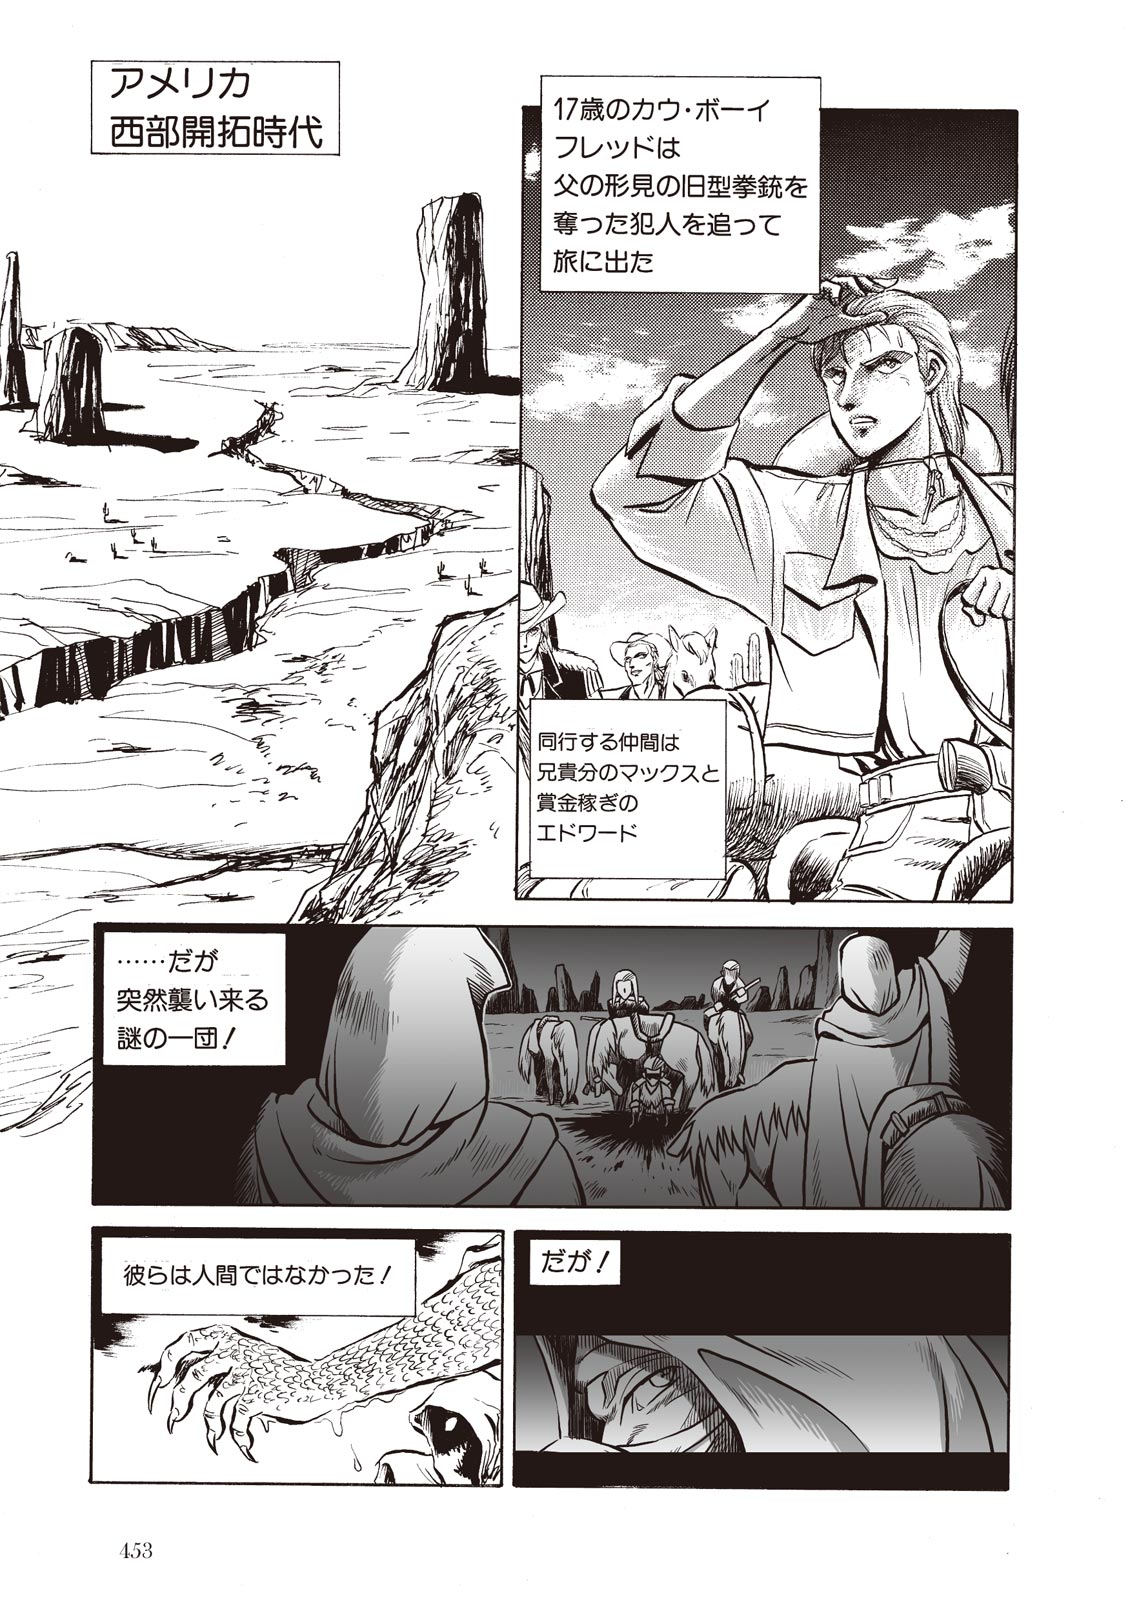 アメリカ
西部開拓時代
17歳のカウ・ボーイ
フレッドは
父の形見の旧型拳銃を
奪った犯人を追って
旅に出た
同行する仲間は
兄貴分のマックスと
賞金稼ぎの
エドワード
……だが
突然襲い来る
謎の一団！
彼らは人間ではなかった！
だが！
453